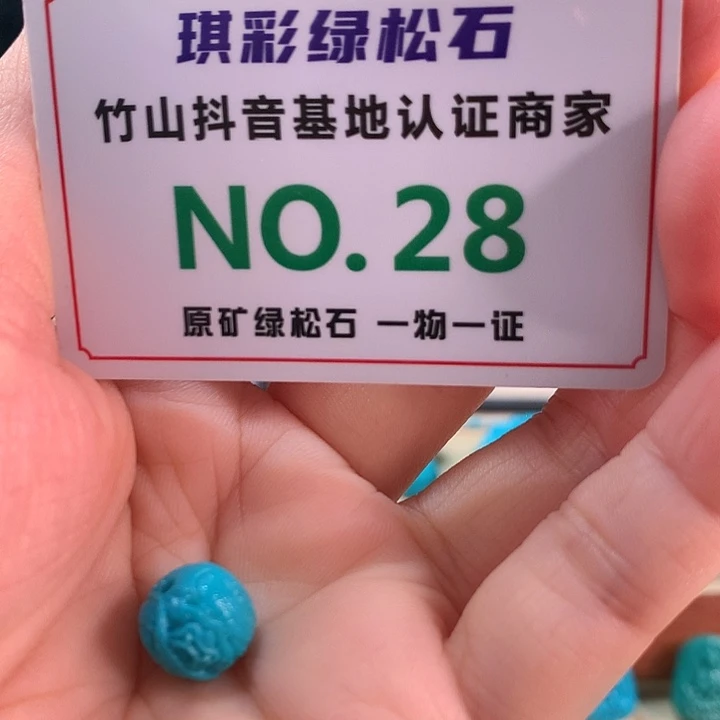 琪彩绿松石
竹山抖音基地认证商家
NO.28
原矿绿松石 一物一证